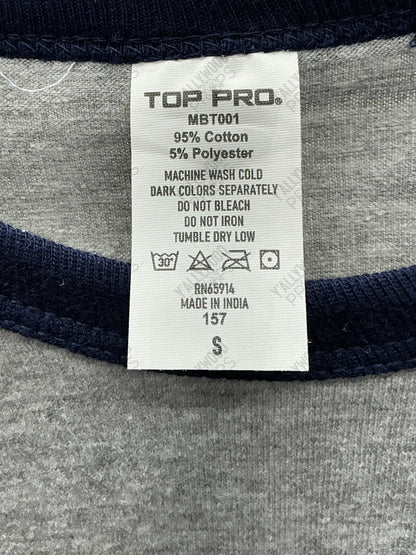 TOP PRO®
MBT001
95% Cotton
5% Polyester
MACHINE WASH COLD
DARK COLORS SEPARATELY
DO NOT BLEACH
DO NOT IRON
TUMBLE DRY LOW
30°
RN65914
MADE IN INDIA
157
S